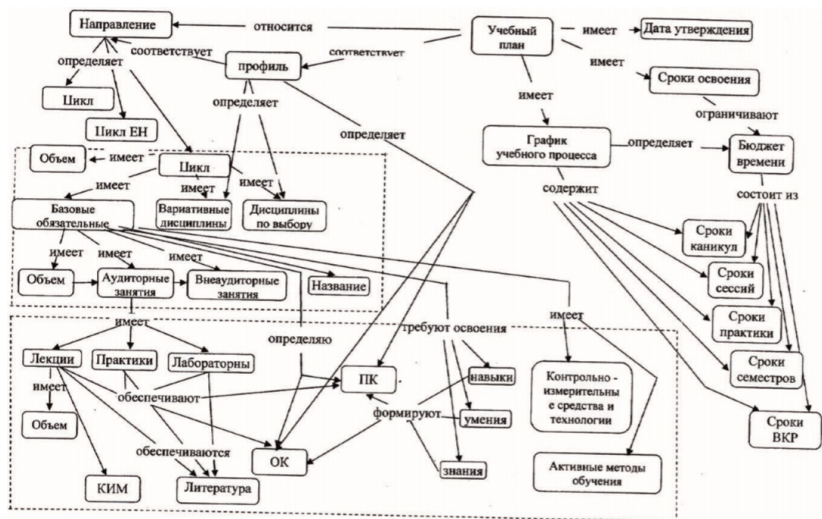 Направление
относится
Учебный
план
имеет
Дата утверждения
соответствует
соответствует
определяет
профиль
имеет
Сроки освоения
Цикл
определяет
имеет
ограничивают
Цикл ЕН
определяет
График
учебного процесса
определяет
Бюджет
времени
Объем
имеет
Цикл
содержит
состоит из
имеет
имеет
имеет
Базовые
обязательные
Вариативные
дисциплины
Дисциплины
по выбору
Сроки
каникул
имеет
имеет
имеет
Объем
Аудиторные
занятия
Внеаудиторные
занятия
Название
Сроки
сессий
имеет
определяю
требуют освоения
имеет
Сроки
практики
Лекции
Практики
Лабораторны
ПК
навыки
Контрольно -
измерительны
е средства и
технологии
Сроки
семестров
имеет
обеспечивают
формируют
умения
Объем
Сроки
ВКР
обеспечиваются
ОК
знания
Активные методы
обучения
КИМ
Литература